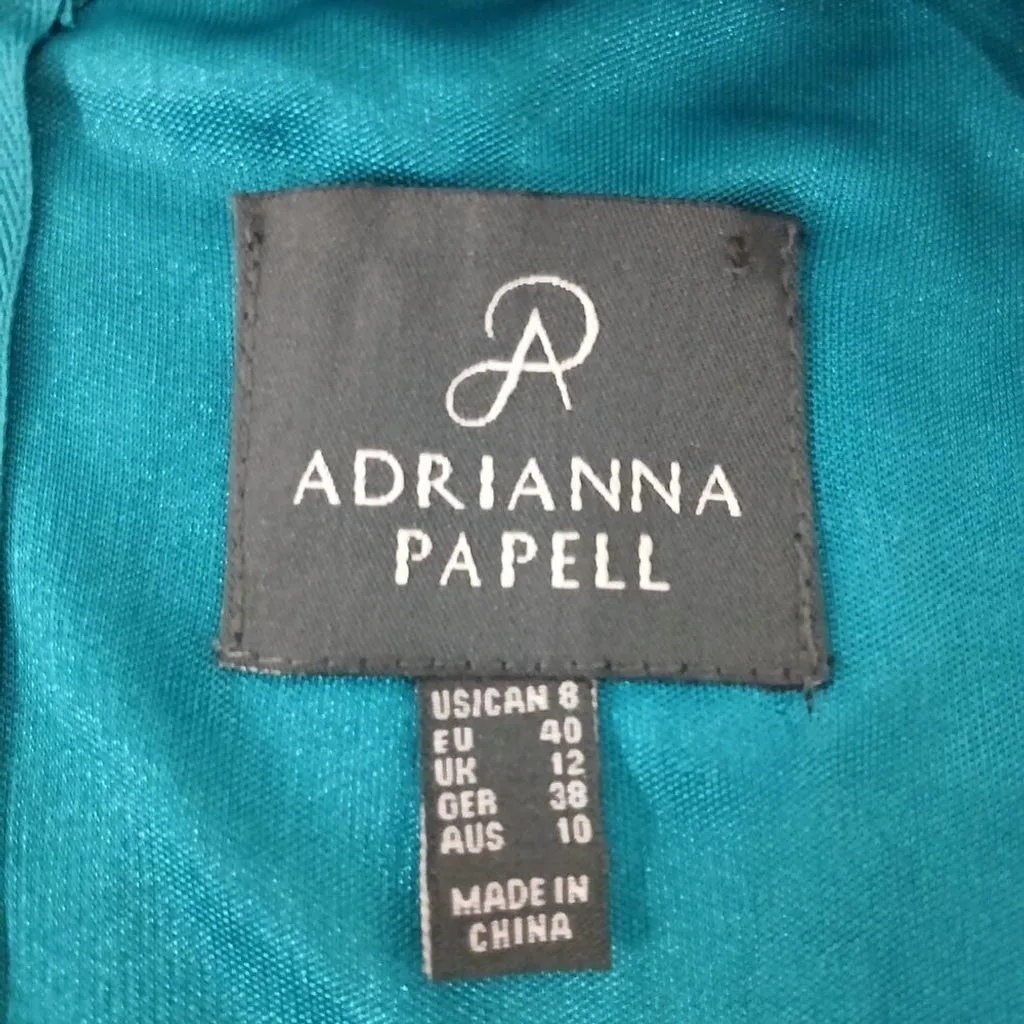 ADRIANNA
PAPELL
US/CAN 8
EU 40
UK 12
GER 38
AUS 10
MADE IN
CHINA